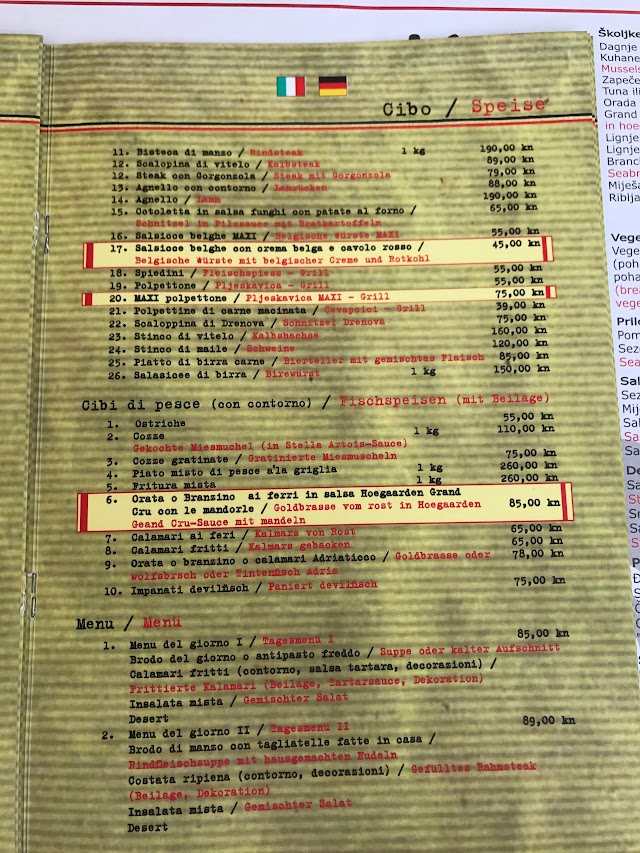 Cibo / Speise
11. Bisteca di manzo / Rindsteak 1 kg 190,00 kn
12. Scalopina di vitelo / Kalbsteak 89,00 kn
12. Steak con Gorgonzola / Steak mit Gorgonzola 79,00 kn
13. Agnello con contorno / Lamrücken 88,00 kn
14. Agnello / Lamm 190,00 kn
15. Cotoletta in salsa funghi con patate al forno / 65,00 kn
Schnitzel in Pilzsauce mit Bratkartoffeln
16. Salsicce belghe MAXI / Belgische Würste MAXI 55,00 kn
17. Salsicce belghe con crema belga e cavolo rosso / 45,00 kn
Belgische Würste mit belgischer Creme und Rotkohl
18. Spiedini / Fleischspiess - Grill 55,00 kn
19. Polpettone / Pljeskavica - Grill 55,00 kn
20. MAXI polpettone / Pljeskavica MAXI - Grill 75,00 kn
21. Polpettine di carne macinata / Cevapcici - Grill 39,00 kn
22. Scaloppina di Drenova / Schnitzel Drenova 75,00 kn
23. Stinco di vitelo / Kalbshachse 160,00 kn
24. Stinco di maile / Schweine 120,00 kn
25. Piatto di birra carne / Bierteller mit gemischtas Flaisch 85,00 kn
26. Salasicee di birra / Birewürst 1 kg 150,00 kn
Cibi di pesce (con contorno) / Fischspeisen (mit Beilage)
1. Ostriche 55,00 kn
2. Cozze 1 kg 110,00 kn
Gekochte Miesmuchel (in Stella Artois-Sauce)
3. Cozze gratinate / Gratinierte Miesmuscheln 75,00 kn
4. Piato misto di pesce a'la griglia 1 kg 260,00 kn
5. Fritura mista 1 kg 260,00 kn
6. Orata o Branzino ai ferri in salsa Hoegaarden Grand
Cru con le mandorle / Goldbrasse vom rost in Hoegaarden 85,00 kn
Geand Cru-Sauce mit mandeln
7. Calamari ai feri / Kalmars von Rost 65,00 kn
8. Calamari fritti / Kalmars gebacken 65,00 kn
9. Orata o branzino o calamari Adriaticco / Goldbrasse oder 78,00 kn
wolfsbrsch oder Tintenfisch Adria
10. Impanati devilfisch / Paniert devilfisch 75,00 kn
Menu / Menü
1. Menu del giorno I / Tagesmenü I 85,00 kn
Brodo del giorno o antipasto freddo / Suppe oder kalter Aufschnitt
Calamari fritti (contorno, salsa tartara, decorazioni) /
Frittierte Kalamari (Beilage, Tartarsauce, Dekoration)
Insalata mista / Gemischter Salat
Desert
2. Menu del giorno II / Tagesmenü II 89,00 kn
Brodo di manzo con tagliatelle fatte in casa /
Rindfleischsuppe mit hausgemachten Nudeln
Costata ripiena (contorno, decorazioni) / Gefülltes Rahmsteak
(Beilage, Dekoration)
Insalata mista / Gemischter Salat
Desert
Školjke
Dagnje
Kuhane
Mussels
Zapeče
Tuna ili
Orada
Grand
in hoe
Lignje
Lignje
Branc
Seabr
Miješa
Riblja
Vege
Vege
(poh
poha
(brea
vege
Prilo
Pom
Sez
Sea
Sal
Sez
Mij
Sal
Sa
Sa